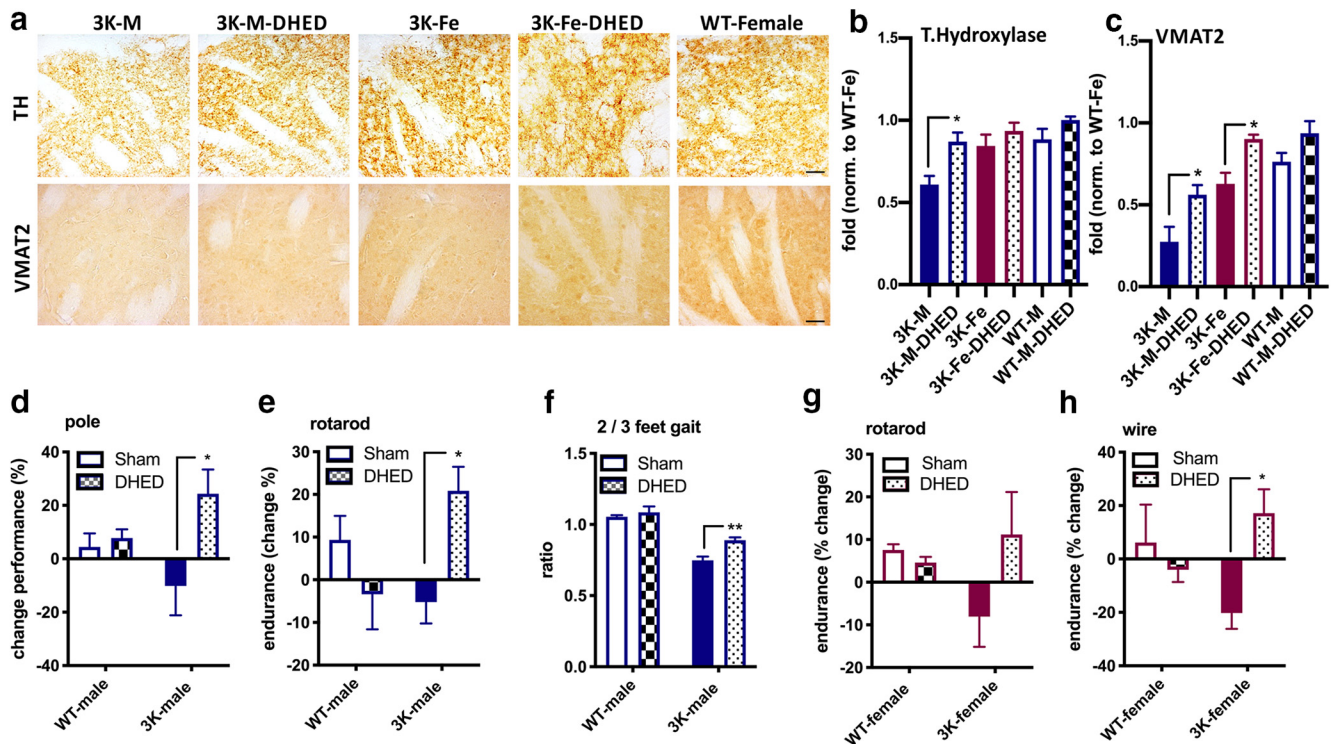 a
3K-M
3K-M-DHED
3K-Fe
3K-Fe-DHED
WT-Female
TH
VMAT2
b
T.Hydroxylase
fold (norm. to WT-Fe)
1.5
1.0
0.5
0.0
*
3K-M
3K-M-DHED
3K-Fe
3K-Fe-DHED
WT-M
WT-M-DHED
c
VMAT2
fold (norm. to WT-Fe)
1.5
1.0
0.5
0.0
*
*
3K-M
3K-M-DHED
3K-Fe
3K-Fe-DHED
WT-M
WT-M-DHED
d
pole
change performance (%)
40
20
0
-20
-40
Sham
DHED
*
WT-male
3K-male
e
rotarod
endurance (change %)
30
20
10
0
-10
-20
Sham
DHED
*
WT-male
3K-male
f
2 / 3 feet gait
ratio
1.5
1.0
0.5
0.0
Sham
DHED
**
WT-male
3K-male
g
rotarod
endurance (% change)
30
20
10
0
-10
-20
Sham
DHED
WT-female
3K-female
h
wire
endurance (% change)
40
20
0
-20
-40
Sham
DHED
*
WT-female
3K-female